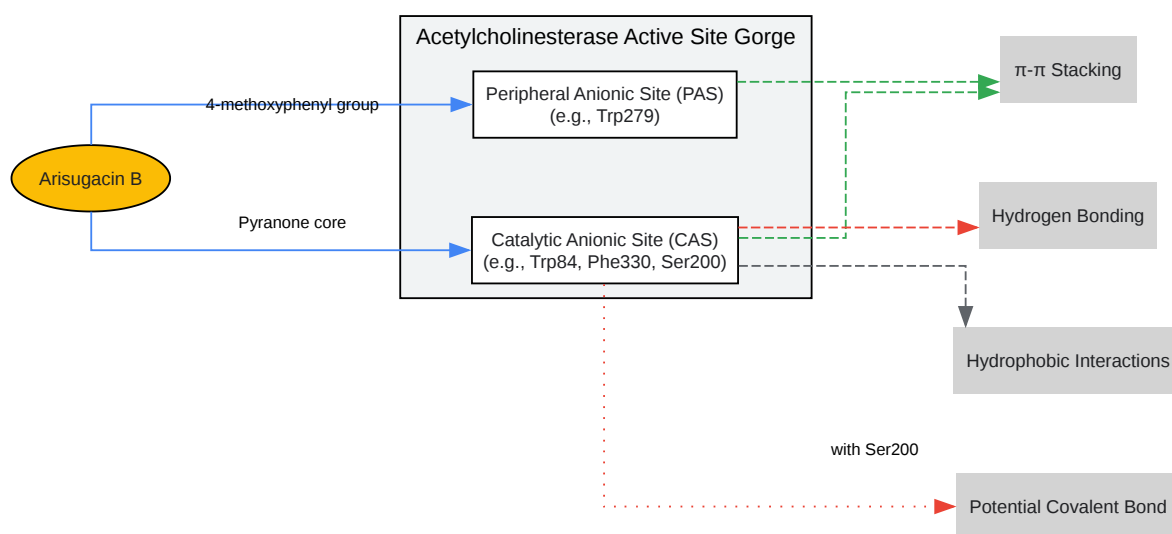 Acetylcholinesterase Active Site Gorge
π-π Stacking
4-methoxyphenyl group
Peripheral Anionic Site (PAS)
(e.g., Trp279)
Arisugacin B
Pyranone core
Catalytic Anionic Site (CAS)
(e.g., Trp84, Phe330, Ser200)
Hydrogen Bonding
Hydrophobic Interactions
with Ser200
Potential Covalent Bond